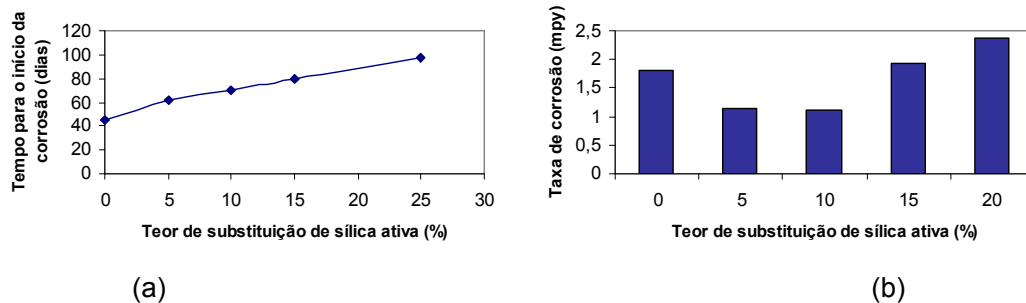 Tempo para o início da
corrosão (dias)
120
100
80
60
40
20
0
0 5 10 15 20 25 30
Teor de substituição de sílica ativa (%)
(a)
Taxa de corrosão (mpy)
2,5
2
1,5
1
0,5
0
0 5 10 15 20
Teor de substituição de sílica ativa (%)
(b)